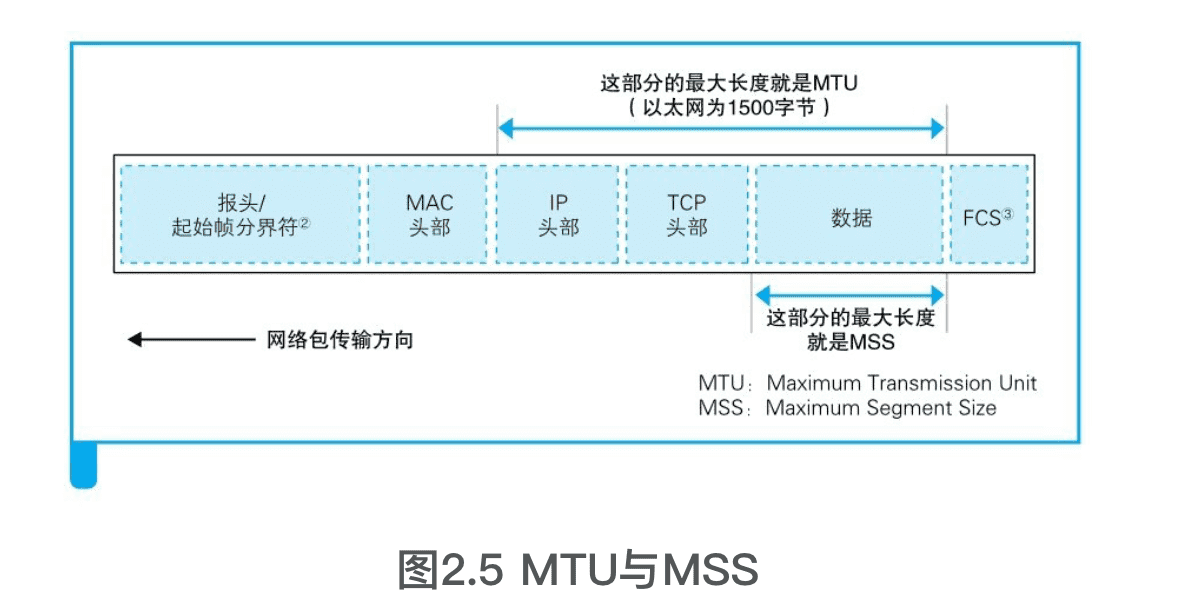 这部分的最大长度就是MTU
（以太网为1500字节）
报头/
起始帧分界符②
MAC
头部
IP
头部
TCP
头部
数据
FCS③
这部分的最大长度
就是MSS
网络包传输方向
MTU：Maximum Transmission Unit
MSS：Maximum Segment Size
图2.5 MTU与MSS